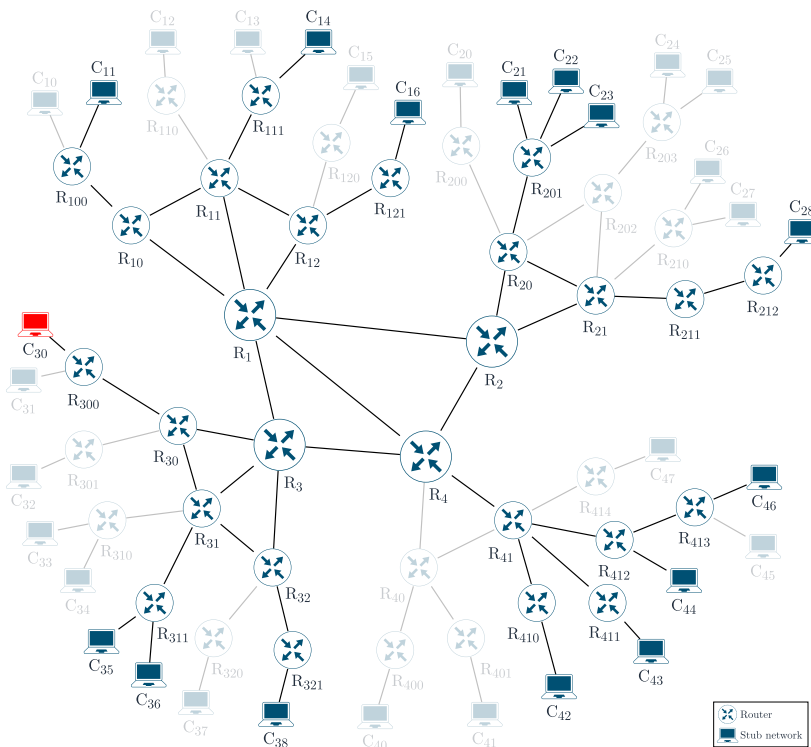 C12
C13
C14
C15
C20
C21
C22
C23
C24
C25
C10
C11
C16
R110
R111
R120
R100
R11
R121
R10
R12
R200
R201
R203
C26
C27
C28
R202
R210
R20
R21
R211
R212
R1
R2
C30
C31
R300
R30
R3
R4
C32
R301
C47
R414
C46
R413
C45
C33
R310
C34
R31
R41
R412
C44
R32
R40
R410
R411
C43
R311
C35
C36
R320
R321
R400
R401
C37
C38
C40
C41
C42
Router
Stub network